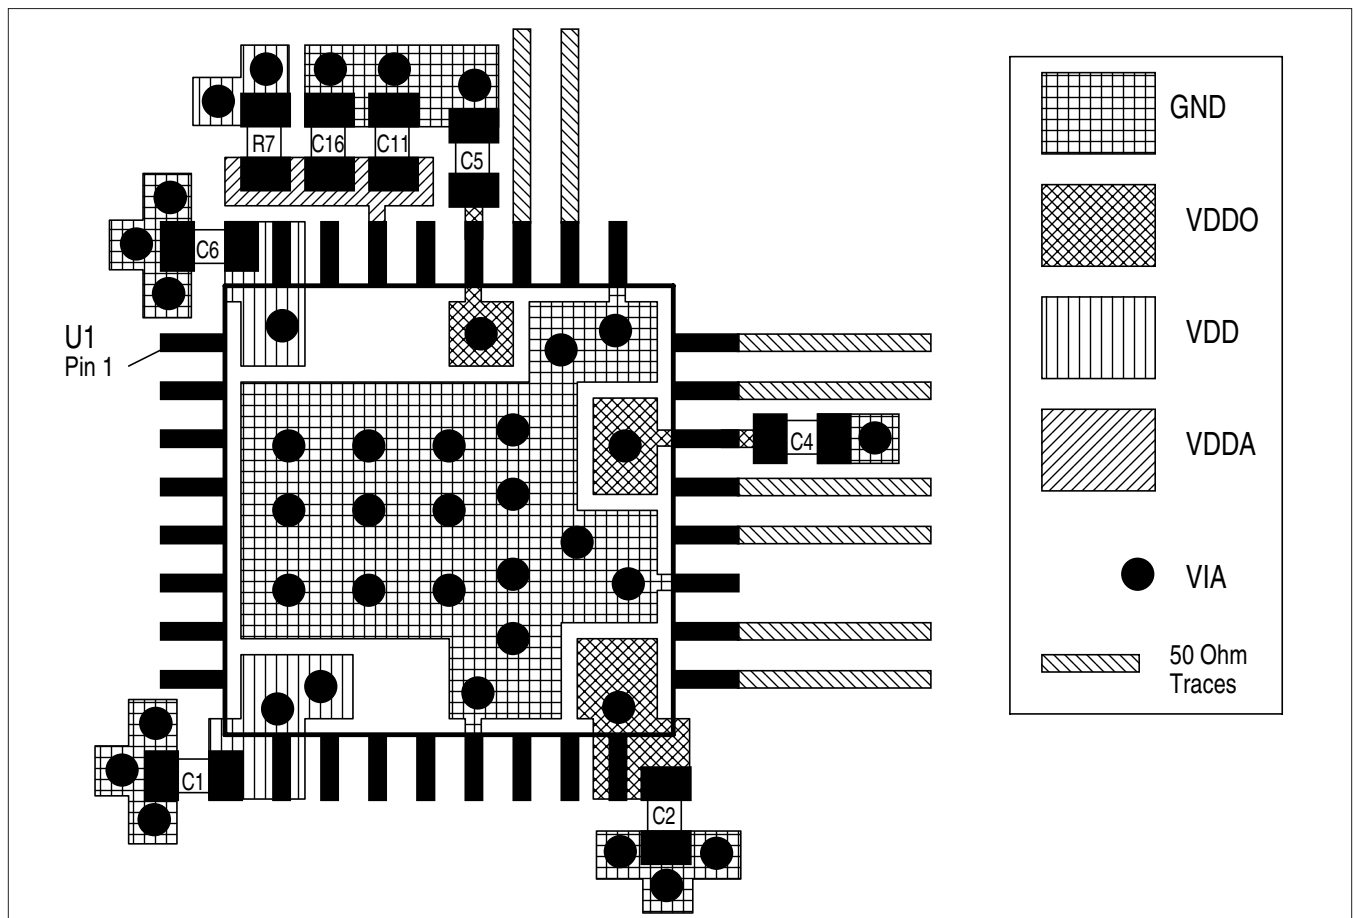 R7
C16
C11
C5
C6
U1
Pin 1
C4
C1
C2
GND
VDDO
VDD
VDDA
VIA
50 Ohm
Traces